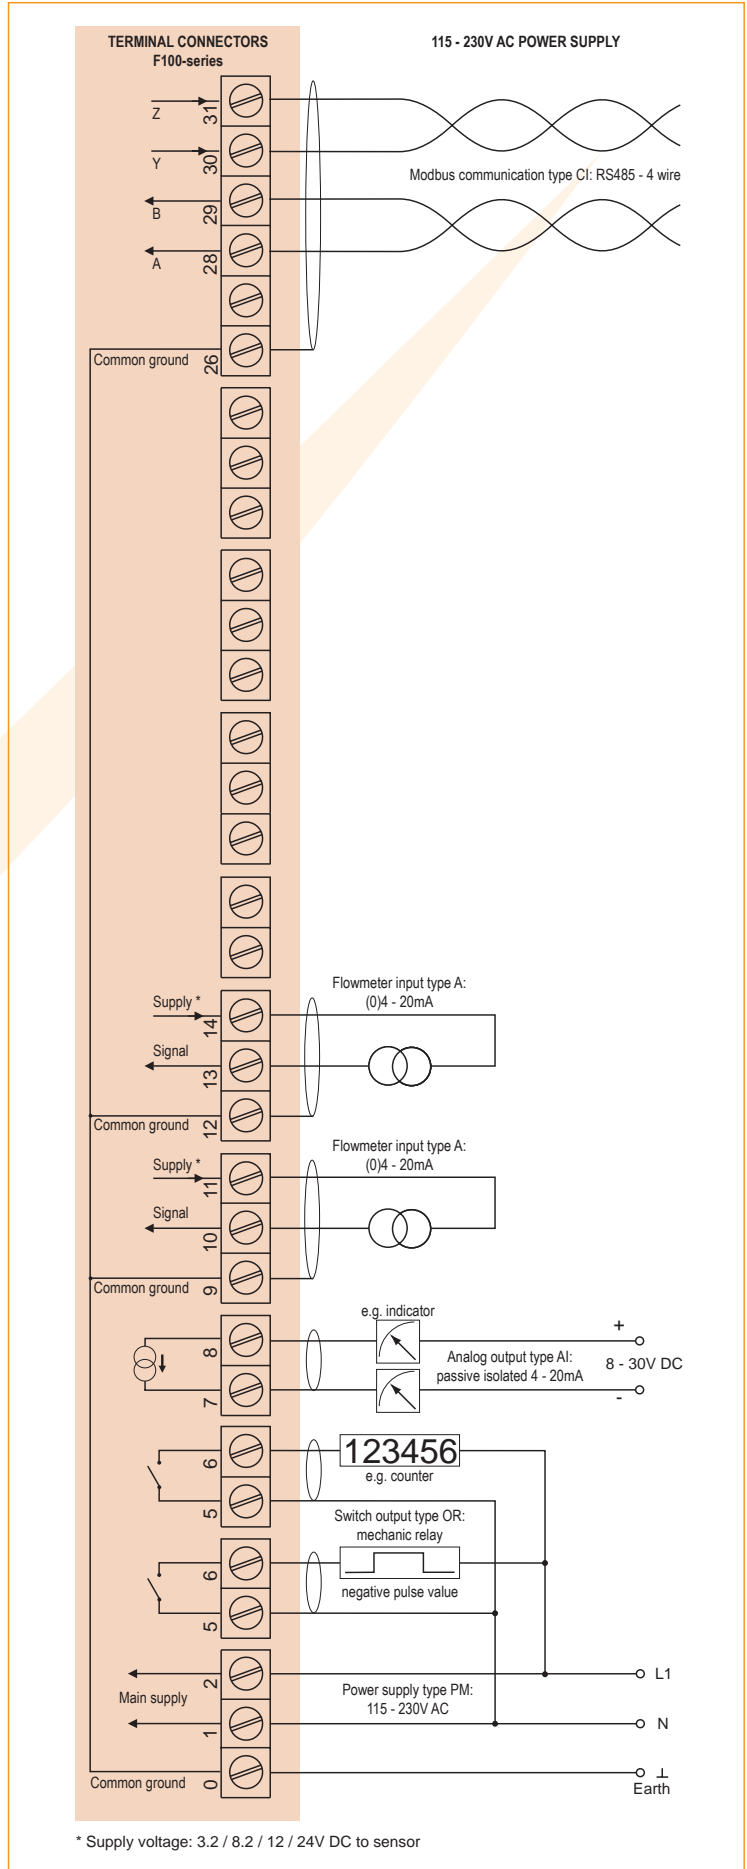 TERMINAL CONNECTORS
F100-series
115 - 230V AC POWER SUPPLY
Z
31
Y
30
Modbus communication type CI: RS485 - 4 wire
B
29
A
28
Common ground
26
Flowmeter input type A:
(0)4 - 20mA
Supply *
14
Signal
13
Common ground
12
Flowmeter input type A:
(0)4 - 20mA
Supply *
11
Signal
10
Common ground
9
e.g. indicator
8
+
Analog output type AI:
passive isolated 4 - 20mA
8 - 30V DC
7
-
6
123456
e.g. counter
5
Switch output type OR:
mechanic relay
6
negative pulse value
5
2
L1
Main supply
Power supply type PM:
115 - 230V AC
1
N
Common ground
0
Earth
* Supply voltage: 3.2 / 8.2 / 12 / 24V DC to sensor